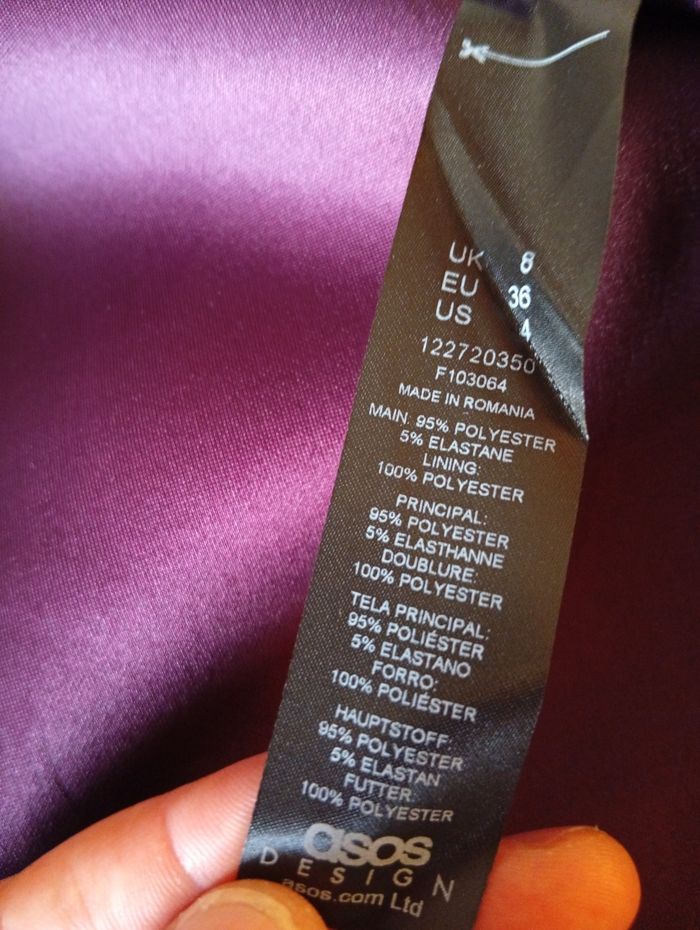 UK 8
EU 36
US 4
122720350
F103064
MADE IN ROMANIA
MAIN: 95% POLYESTER
5% ELASTANE
LINING:
100% POLYESTER
PRINCIPAL:
95% POLYESTER
5% ELASTHANNE
DOUBLURE:
100% POLYESTER
TELA PRINCIPAL:
95% POLIÉSTER
5% ELASTANO
FORRO:
100% POLIÉSTER
HAUPTSTOFF:
95% POLYESTER
5% ELASTAN
FUTTER:
100% POLYESTER
asos
DESIGN
asos.com Ltd